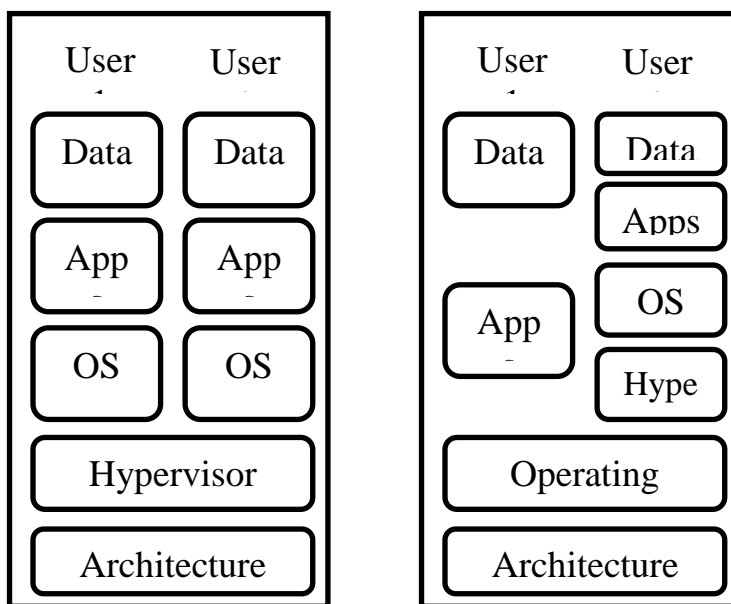 User User
Data Data
App App
OS OS
Hypervisor
Architecture
User User
Data Data
Apps
App OS
Hype
Operating
Architecture